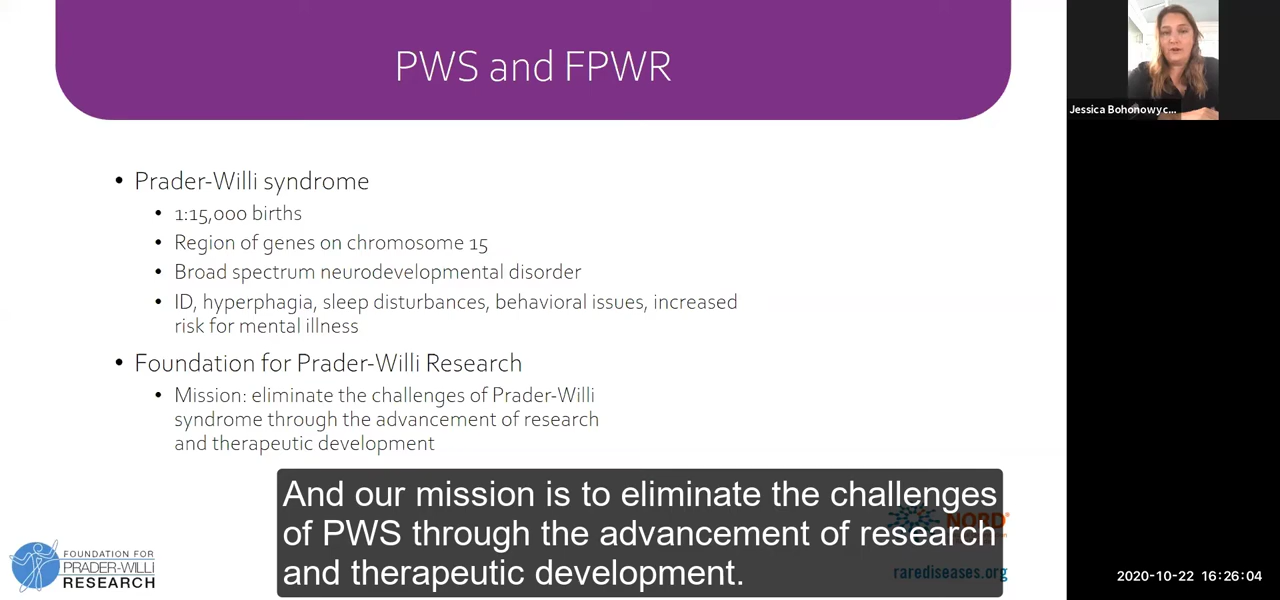 PWS and FPWR
Jessica Bohonowyc...
• Prader-Willi syndrome
• 1:15,000 births
• Region of genes on chromosome 15
• Broad spectrum neurodevelopmental disorder
• ID, hyperphagia, sleep disturbances, behavioral issues, increased
risk for mental illness
• Foundation for Prader-Willi Research
• Mission: eliminate the challenges of Prader-Willi
syndrome through the advancement of research
and therapeutic development
And our mission is to eliminate the challenges
of PWS through the advancement of research
and therapeutic development.
NORD
rarediseases.org
FOUNDATION FOR
PRADER-WILLI
RESEARCH
2020-10-22 16:26:04